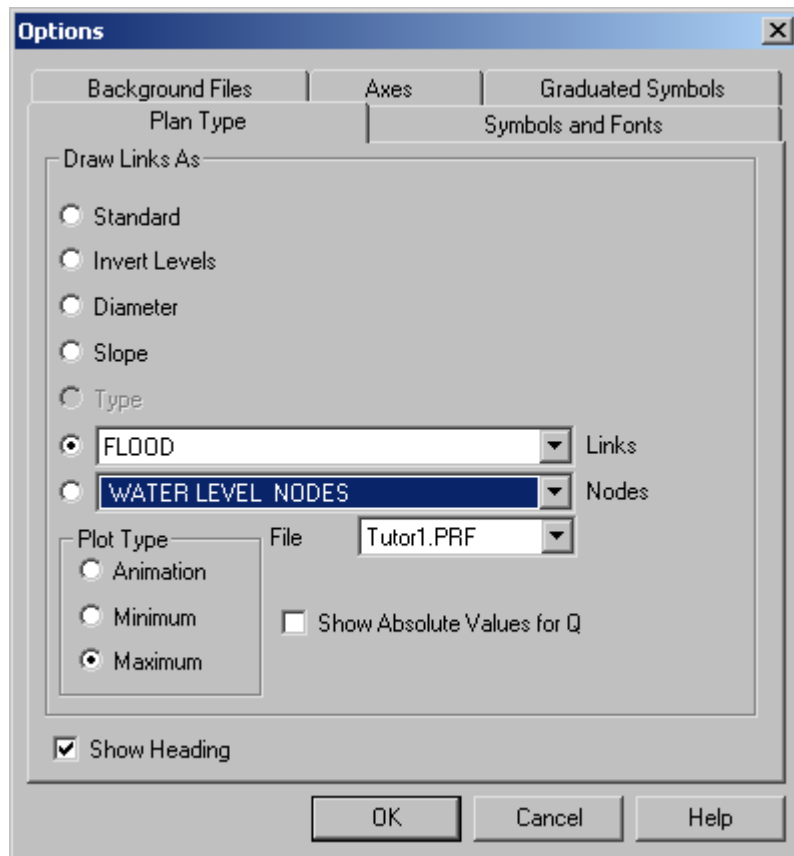 Options
Background Files
Axes
Graduated Symbols
Plan Type
Symbols and Fonts
Draw Links As
Standard
Invert Levels
Diameter
Slope
Type
FLOOD
Links
WATER LEVEL NODES
Nodes
Plot Type
File
Tutor1.PRF
Animation
Minimum
Show Absolute Values for Q
Maximum
Show Heading
OK
Cancel
Help